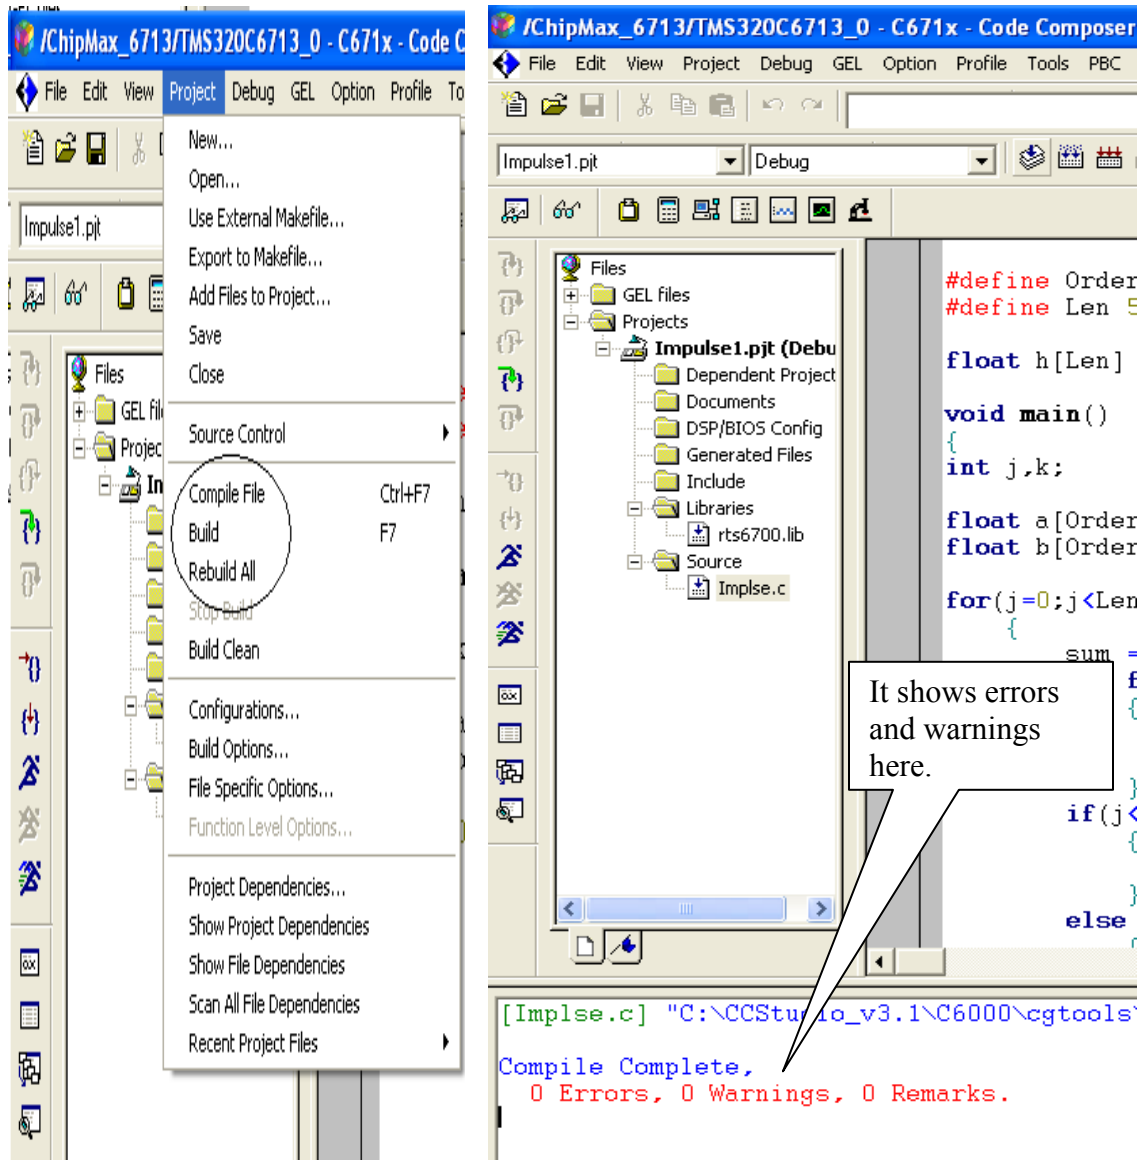 /ChipMax_6713/TMS320C6713_0 - C671x - Code C
File Edit View Project Debug GEL Option Profile To
Impulse1.pjt
New...
Open...
Use External Makefile...
Export to Makefile...
Add Files to Project...
Save
Close
Source Control
Compile File Ctrl+F7
Build F7
Rebuild All
Stop Build
Build Clean
Configurations...
Build Options...
File Specific Options...
Function Level Options...
Project Dependencies...
Show Project Dependencies
Show File Dependencies
Scan All File Dependencies
Recent Project Files
Files
GEL fil
Projec
In
/ChipMax_6713/TMS320C6713_0 - C671x - Code Composer
File Edit View Project Debug GEL Option Profile Tools PBC
Impulse1.pjt Debug
Files
GEL files
Projects
Impulse1.pjt (Debu
Dependent Project
Documents
DSP/BIOS Config
Generated Files
Include
Libraries
rts6700.lib
Source
Implse.c
#define Order
#define Len 5
float h[Len]
void main()
{
int j,k;
float a[Order
float b[Order
for(j=0;j<Len
{
sum =
f
{
}
if(j<
{
}
else
{
It shows errors
and warnings
here.
[Implse.c] "C:\CCStudio_v3.1\C6000\cgtools\
Compile Complete,
0 Errors, 0 Warnings, 0 Remarks.